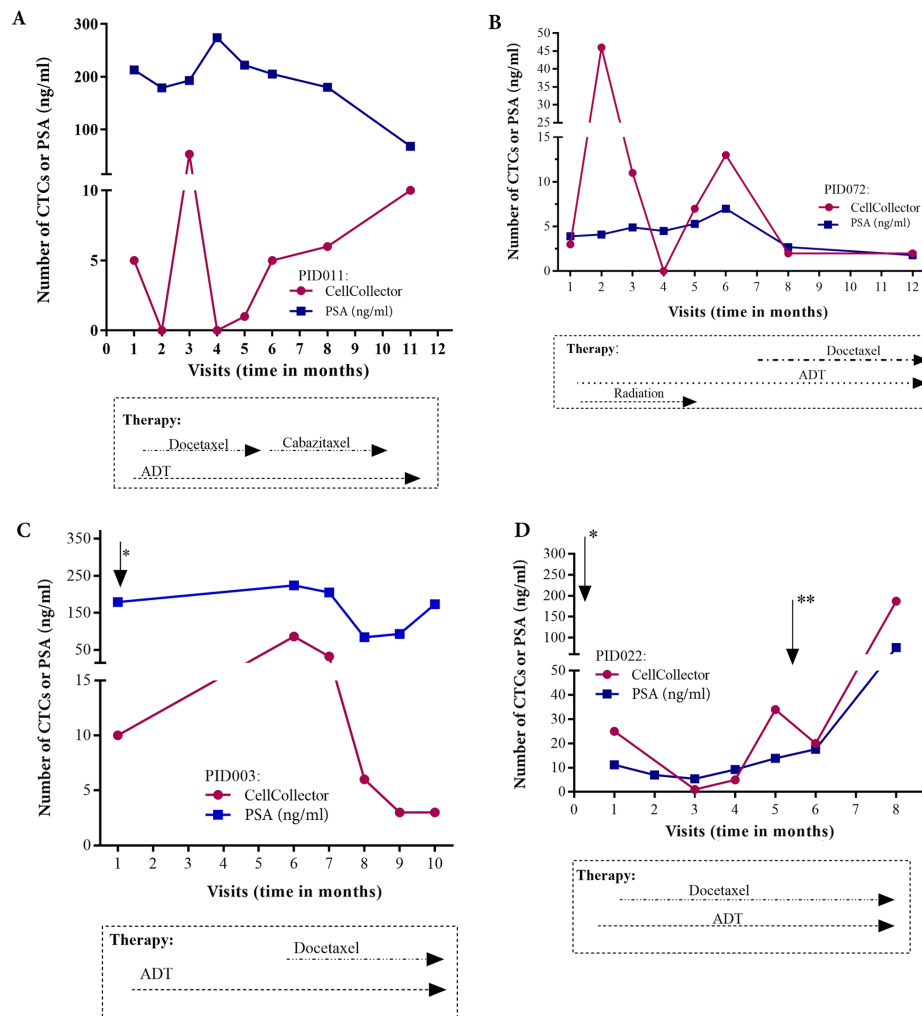 A
Number of CTCs or PSA (ng/ml)
300
200
100
10
5
0
PID011:
CellCollector
PSA (ng/ml)
0 1 2 3 4 5 6 7 8 9 10 11 12
Visits (time in months)
Therapy:
Docetaxel
Cabazitaxel
ADT
B
Number of CTCs or PSA (ng/ml)
50
45
40
35
30
25
15
10
5
0
PID072:
CellCollector
PSA (ng/ml)
1 2 3 4 5 6 7 8 9 10 11 12
Visits (time in months)
Therapy:
Docetaxel
ADT
Radiation
C
Number of CTCs or PSA (ng/ml)
350
250
150
50
15
10
5
0
*
PID003:
CellCollector
PSA (ng/ml)
1 2 3 4 5 6 7 8 9 10
Visits (time in months)
Therapy:
Docetaxel
ADT
D
Number of CTCs or PSA (ng/ml)
300
250
200
150
100
50
40
30
20
10
0
*
**
PID022:
CellCollector
PSA (ng/ml)
0 1 2 3 4 5 6 7 8
Visits (time in months)
Therapy:
Docetaxel
ADT